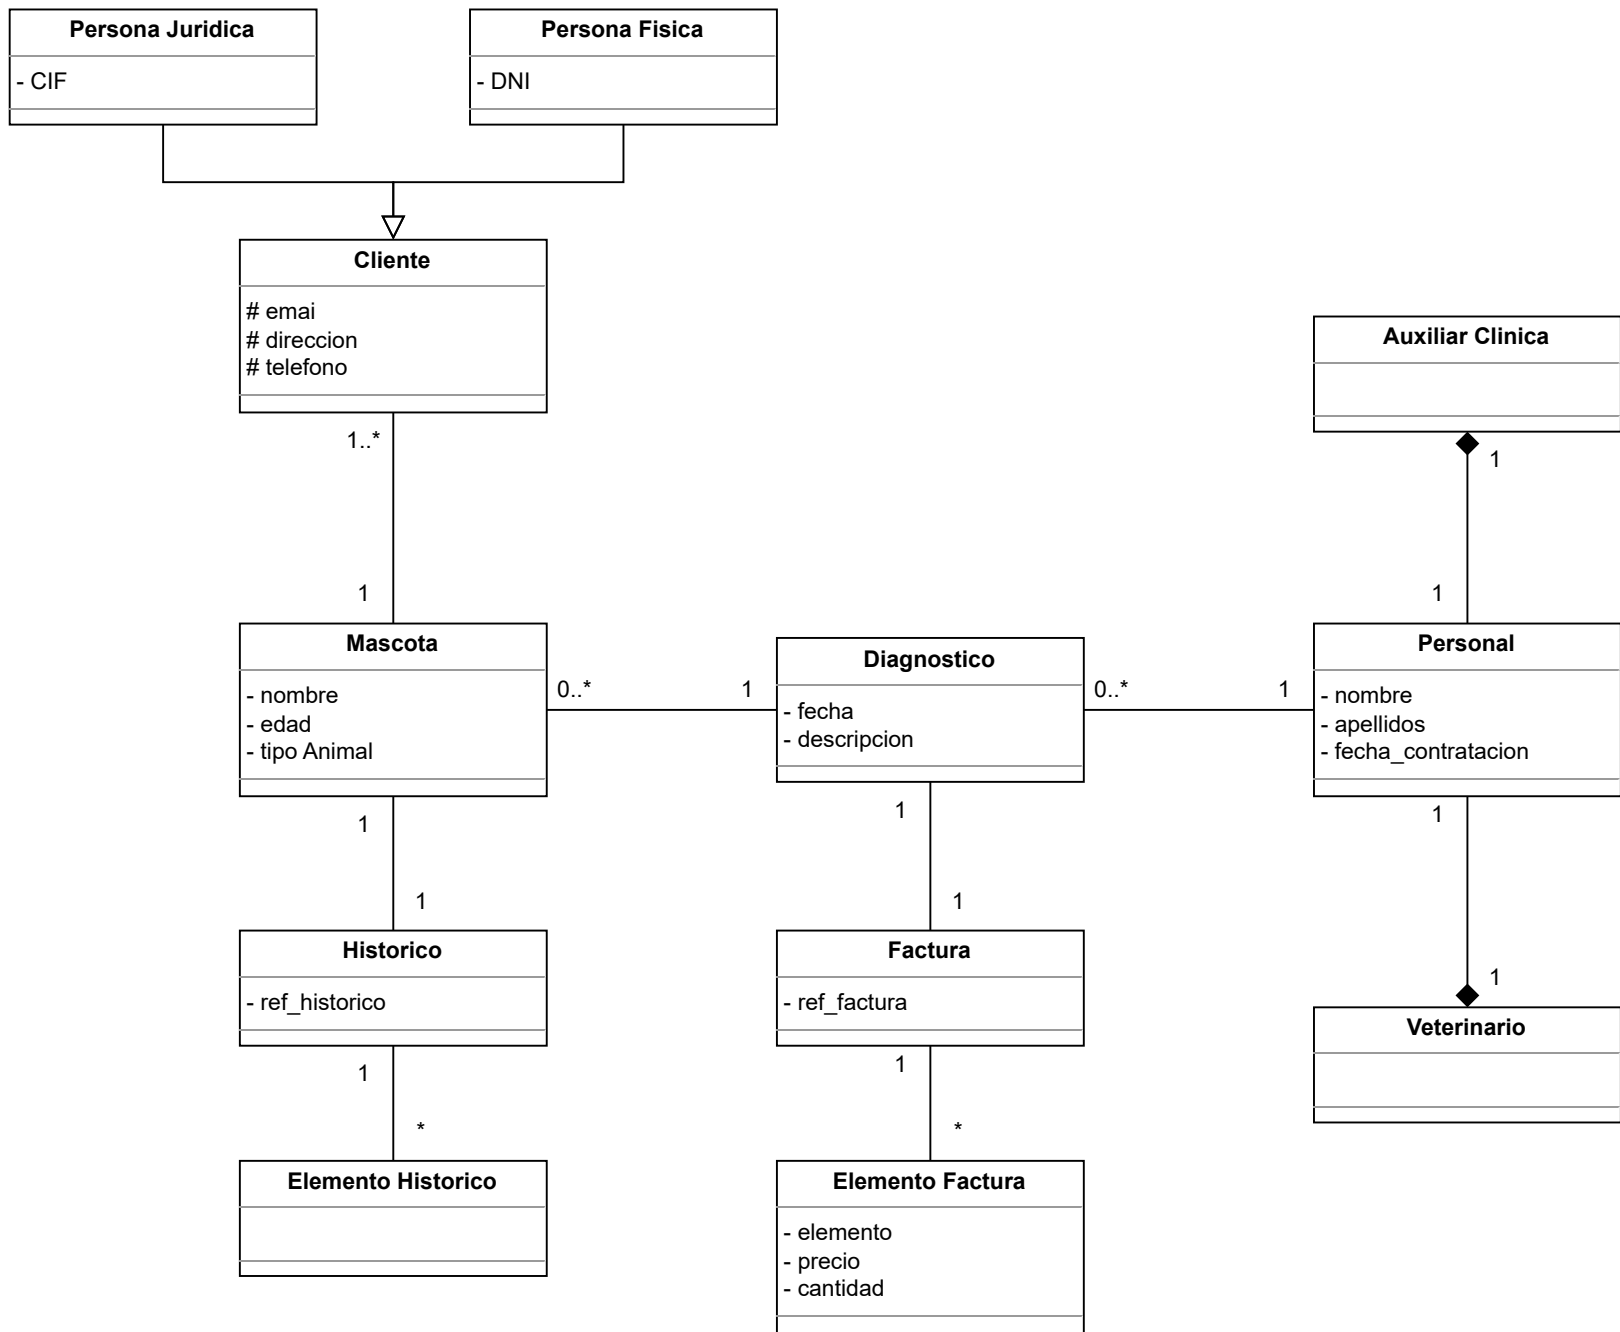 Persona Juridica
- CIF
Persona Fisica
- DNI
Cliente
# emai
# direccion
# telefono
1..*
1
Auxiliar Clinica
1
1
Mascota
- nombre
- edad
- tipo Animal
0..*
1
Diagnostico
- fecha
- descripcion
0..*
1
Personal
- nombre
- apellidos
- fecha_contratacion
1
1
Historico
- ref_historico
1
*
Elemento Historico
1
1
Factura
- ref_factura
1
*
Elemento Factura
- elemento
- precio
- cantidad
1
1
Veterinario